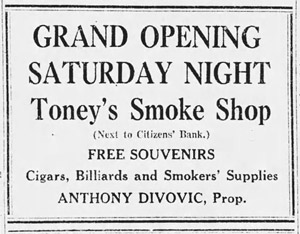 GRAND OPENING
SATURDAY NIGHT
Toney's Smoke Shop
(Next to Citizens' Bank.)
FREE SOUVENIRS
Cigars, Billiards and Smokers' Supplies
ANTHONY DIVOVIC, Prop.